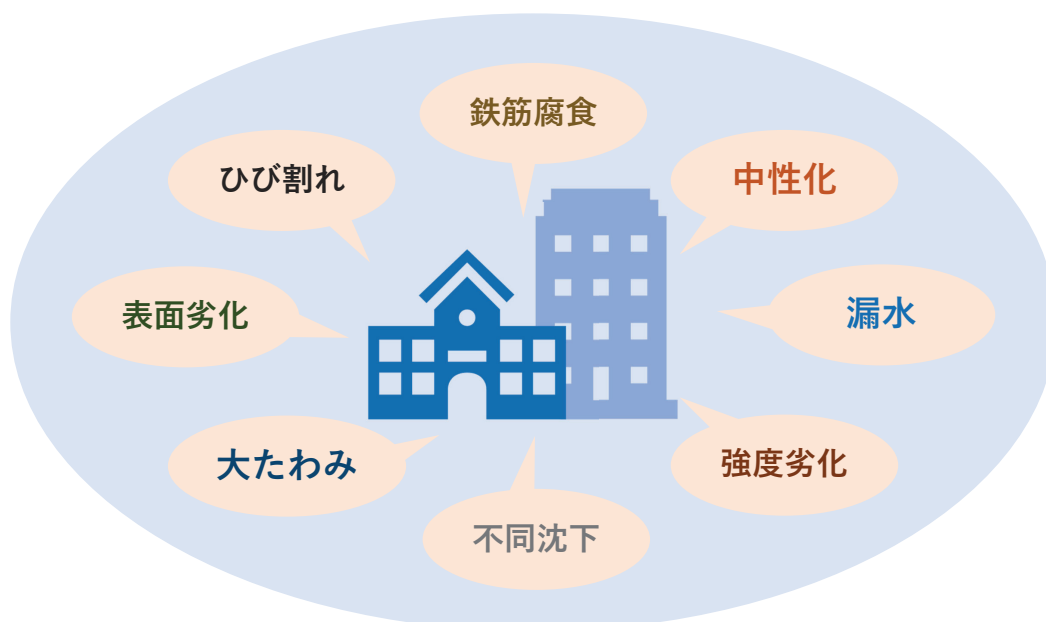 鉄筋腐食
ひび割れ
中性化
表面劣化
漏水
大たわみ
強度劣化
不同沈下